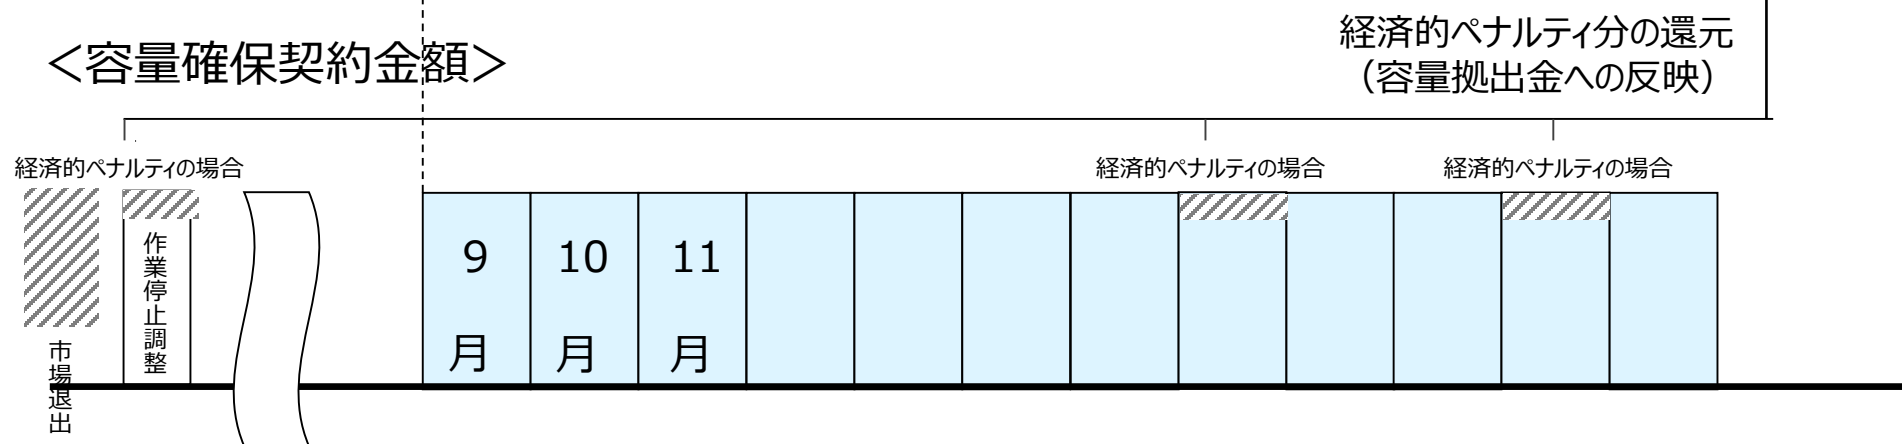 経済的ペナルティ分の還元
（容量拠出金への反映）
＜容量確保契約金額＞
経済的ペナルティの場合
経済的ペナルティの場合
経済的ペナルティの場合
市場退出
作業停止調整
9月
10月
11月